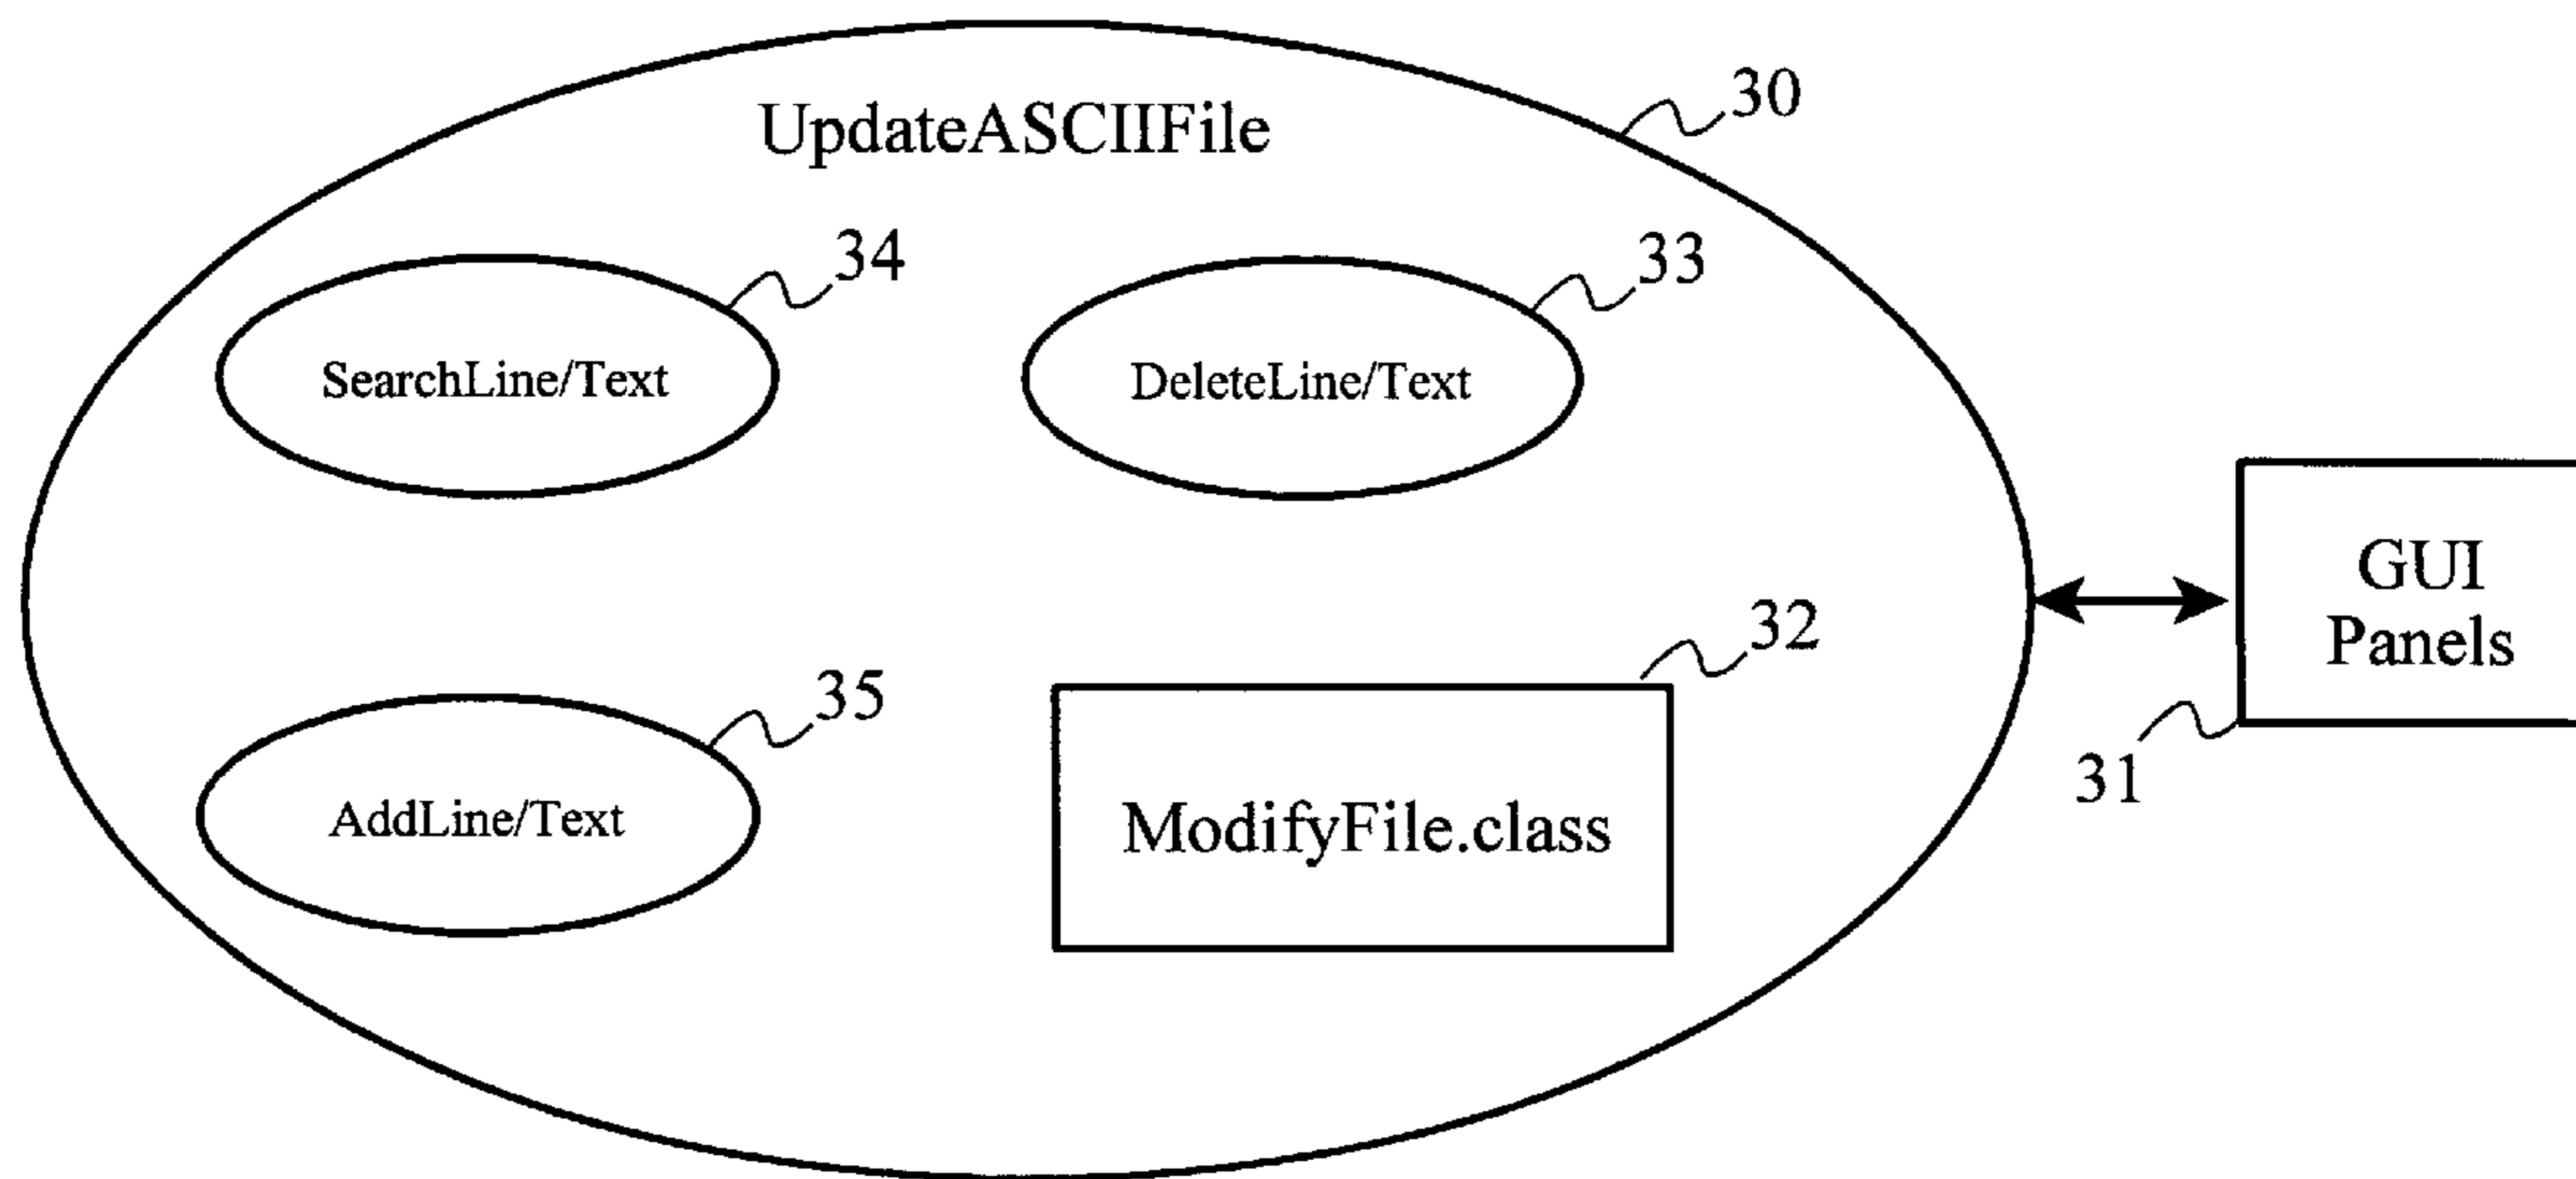 30
UpdateASCIIFile
34
33
SearchLine/Text
DeleteLine/Text
GUI
Panels
32
35
31
AddLine/Text
ModifyFile.class